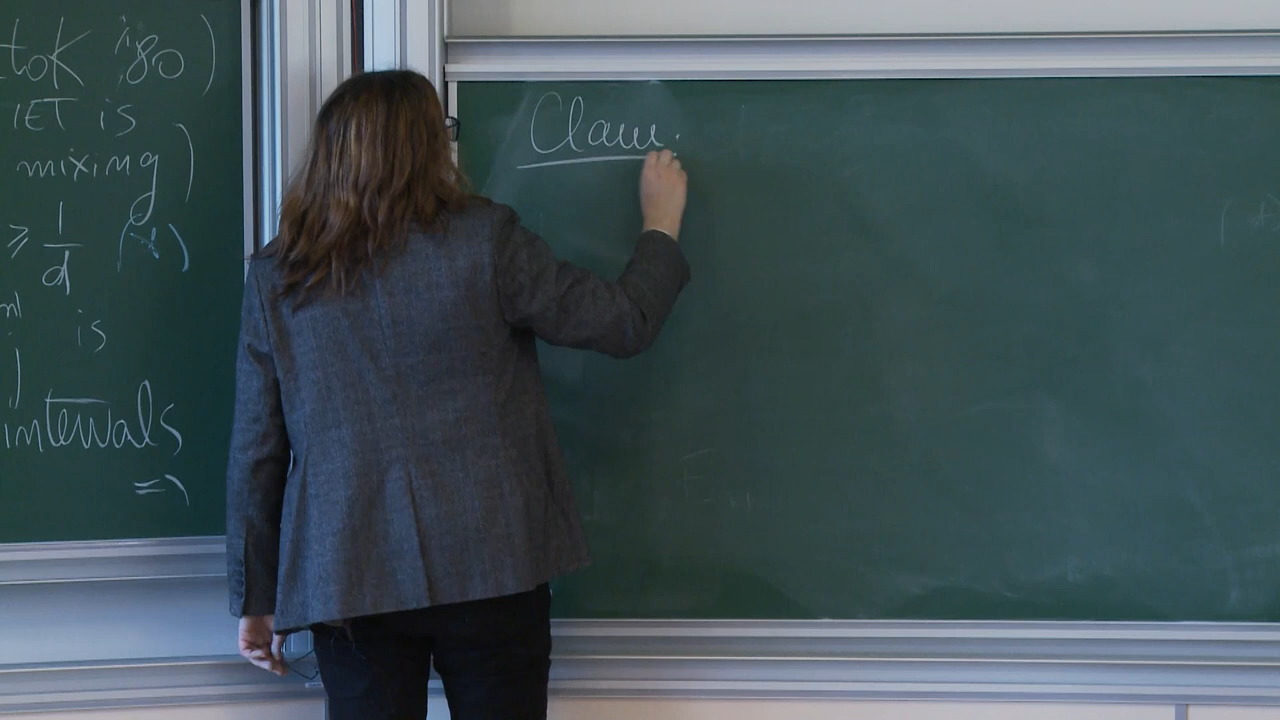 tok '80)
IET is
mixing)
≥ 1/d (*)
is
intervals
=>
Claim: